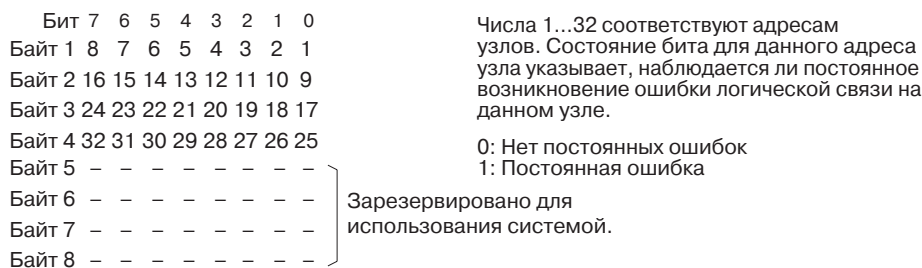 Бит 7 6 5 4 3 2 1 0
Байт 1 8 7 6 5 4 3 2 1
Байт 2 16 15 14 13 12 11 10 9
Байт 3 24 23 22 21 20 19 18 17
Байт 4 32 31 30 29 28 27 26 25
Байт 5 – – – – – – – –
Байт 6 – – – – – – – –
Байт 7 – – – – – – – –
Байт 8 – – – – – – – –
Зарезервировано для
использования системой.
Числа 1...32 соответствуют адресам
узлов. Состояние бита для данного адреса
узла указывает, наблюдается ли постоянное
возникновение ошибки логической связи на
данном узле.
0: Нет постоянных ошибок
1: Постоянная ошибка